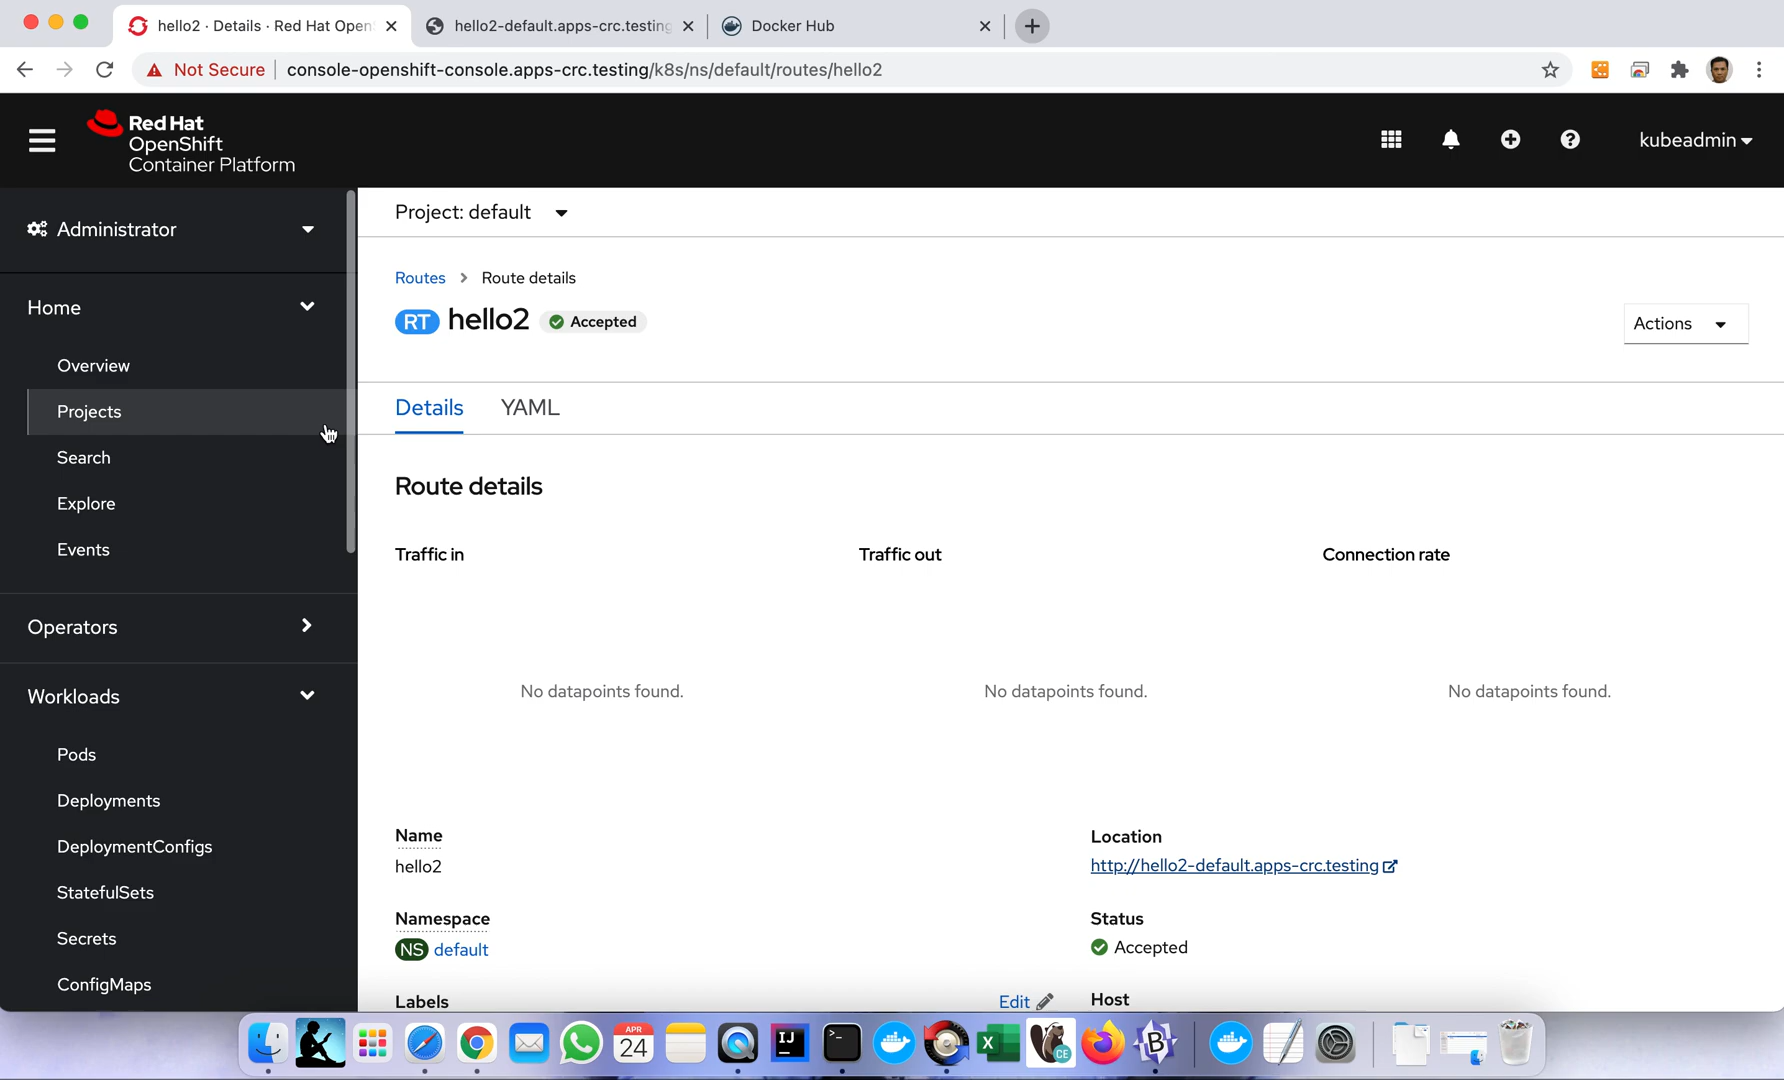 hello2 · Details · Red Hat Open
hello2-default.apps-crc.testing
Docker Hub
Not Secure
console-openshift-console.apps-crc.testing/k8s/ns/default/routes/hello2
Red Hat
OpenShift
Container Platform
kubeadmin
Administrator
Project: default
Home
Routes
Route details
RT hello2
Accepted
Actions
Overview
Projects
Search
Explore
Events
Details
YAML
Route details
Traffic in
Traffic out
Connection rate
Operators
No datapoints found.
No datapoints found.
No datapoints found.
Workloads
Pods
Deployments
DeploymentConfigs
StatefulSets
Secrets
ConfigMaps
Name
hello2
Location
http://hello2-default.apps-crc.testing
Namespace
NS default
Status
Accepted
Labels
Edit
Host
APR
24
IJ
>_
X
CE
B